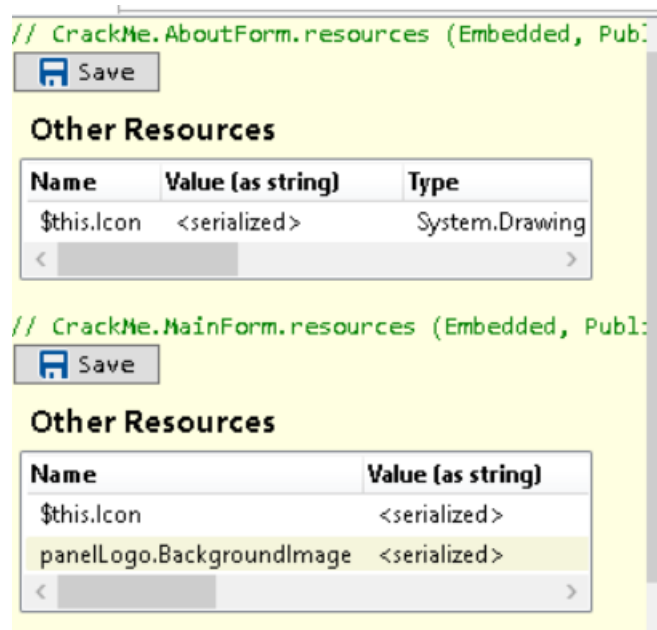 // CrackMe.AboutForm.resources (Embedded, Publ
Save
Other Resources
Name Value (as string) Type
$this.Icon <serialized> System.Drawing
// CrackMe.MainForm.resources (Embedded, Publ
Save
Other Resources
Name Value (as string)
$this.Icon <serialized>
panelLogo.BackgroundImage <serialized>